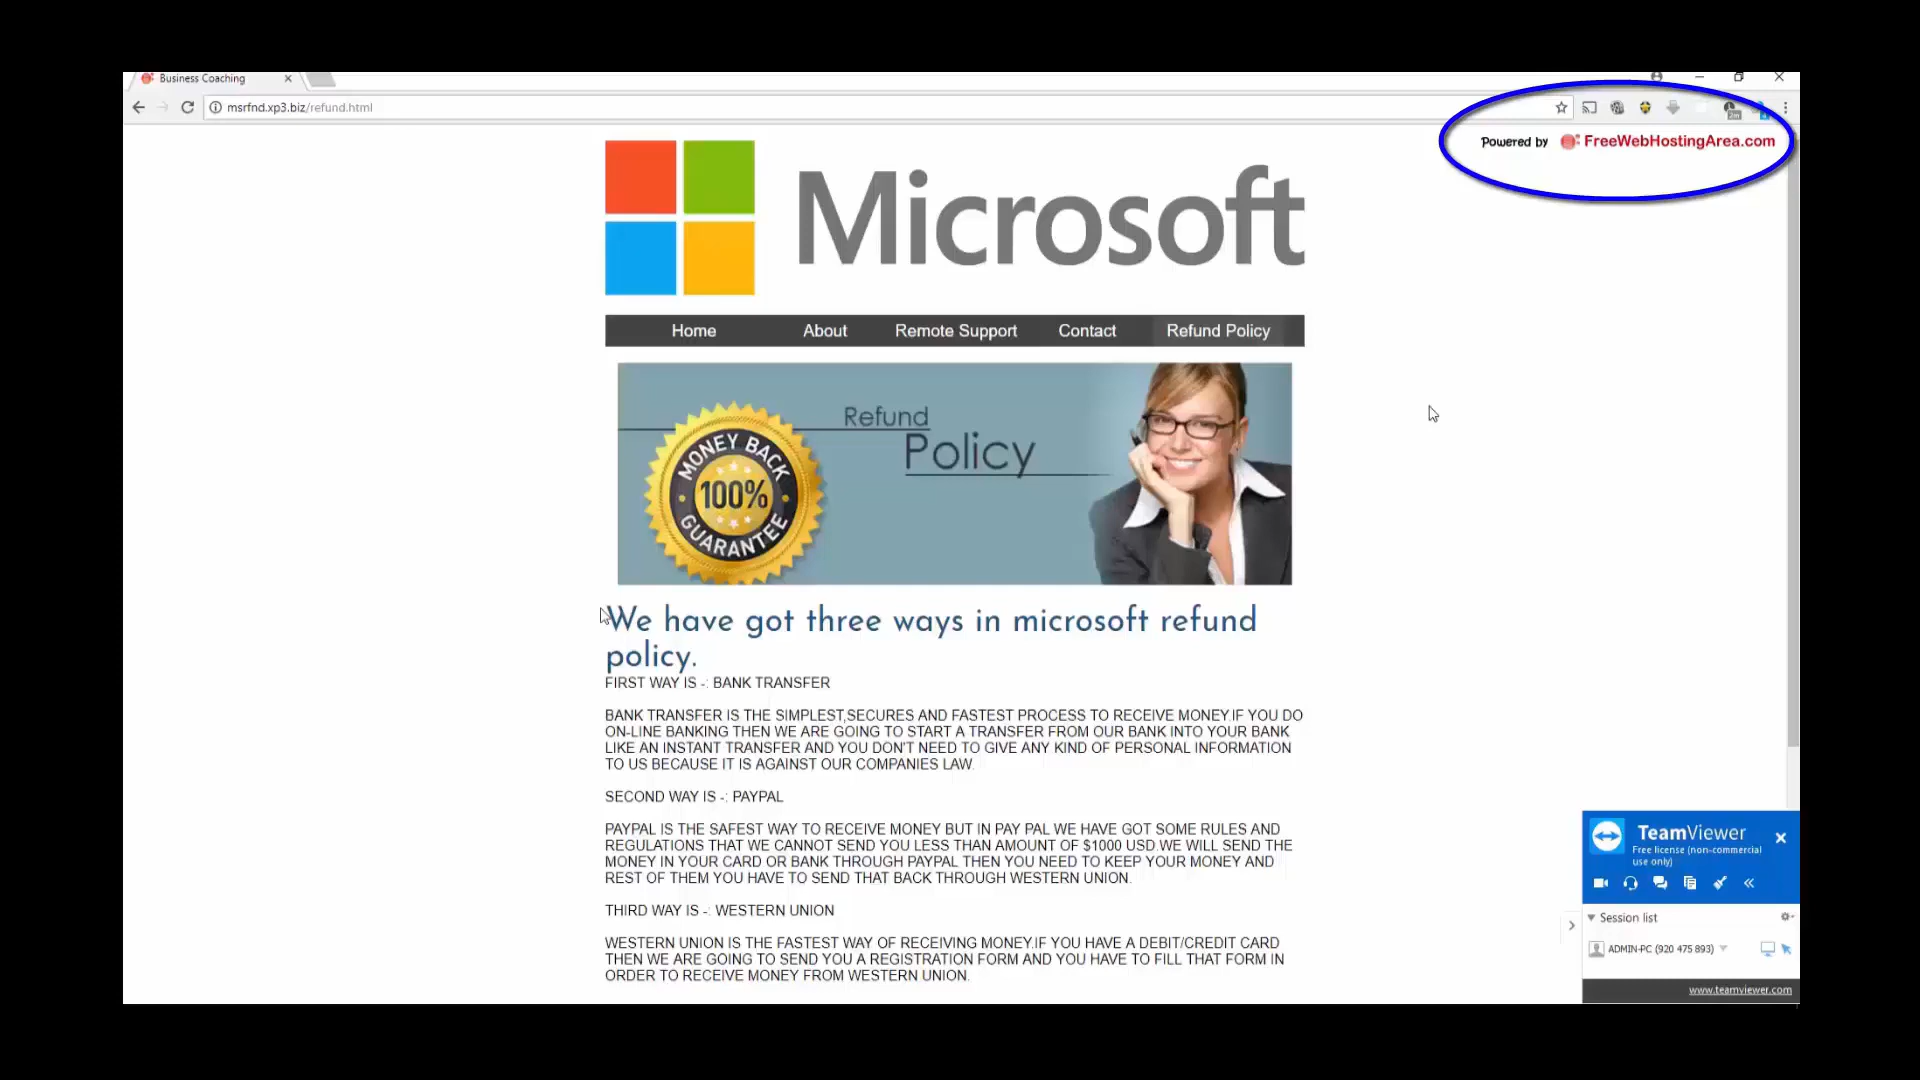 Business Coaching
msrfnd.xp3.biz/refund.html
Powered by FreeWebHostingArea.com
Microsoft
Home About Remote Support Contact Refund Policy
Refund
Policy
MONEY BACK
100%
GUARANTEE
We have got three ways in microsoft refund
policy.
FIRST WAY IS -: BANK TRANSFER
BANK TRANSFER IS THE SIMPLEST,SECURES AND FASTEST PROCESS TO RECEIVE MONEY.IF YOU DO
ON-LINE BANKING THEN WE ARE GOING TO START A TRANSFER FROM OUR BANK INTO YOUR BANK
LIKE AN INSTANT TRANSFER AND YOU DON'T NEED TO GIVE ANY KIND OF PERSONAL INFORMATION
TO US BECAUSE IT IS AGAINST OUR COMPANIES LAW.
SECOND WAY IS -: PAYPAL
PAYPAL IS THE SAFEST WAY TO RECEIVE MONEY BUT IN PAY PAL WE HAVE GOT SOME RULES AND
REGULATIONS THAT WE CANNOT SEND YOU LESS THAN AMOUNT OF $1000 USD.WE WILL SEND THE
MONEY IN YOUR CARD OR BANK THROUGH PAYPAL THEN YOU NEED TO KEEP YOUR MONEY AND
REST OF THEM YOU HAVE TO SEND THAT BACK THROUGH WESTERN UNION.
THIRD WAY IS -: WESTERN UNION
WESTERN UNION IS THE FASTEST WAY OF RECEIVING MONEY.IF YOU HAVE A DEBIT/CREDIT CARD
THEN WE ARE GOING TO SEND YOU A REGISTRATION FORM AND YOU HAVE TO FILL THAT FORM IN
ORDER TO RECEIVE MONEY FROM WESTERN UNION.
TeamViewer
Free license (non-commercial
use only)
Session list
ADMIN-PC (920 475 893)
www.teamviewer.com